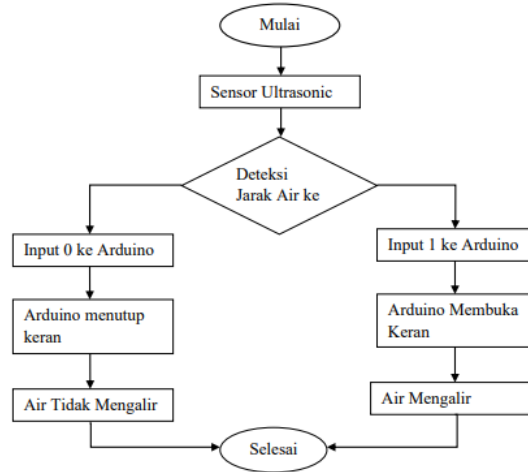 Mulai
Sensor Ultrasonic
Deteksi
Jarak Air ke
Input 0 ke Arduino
Arduino menutup
keran
Air Tidak Mengalir
Input 1 ke Arduino
Arduino Membuka
Keran
Air Mengalir
Selesai